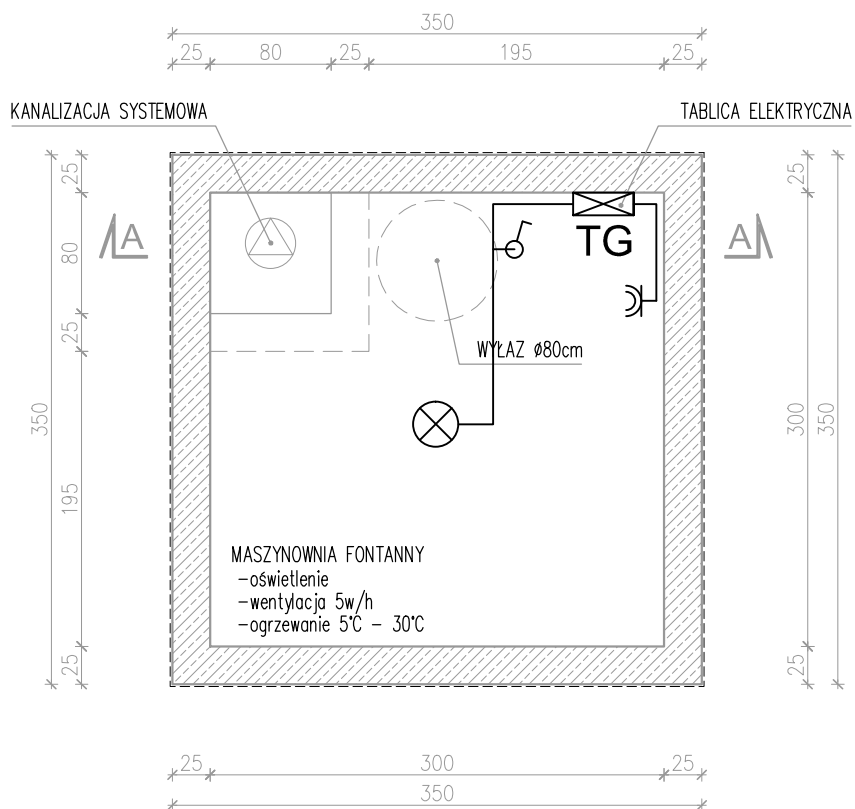 350
25 80 25 195 25
KANALIZACJA SYSTEMOWA
TABLICA ELEKTRYCZNA
25
80
25
195
25
350
A
A
25
300
25
350
TG
WYŁAZ ø80cm
MASZYNOWNIA FONTANNY
-oświetlenie
-wentylacja 5w/h
-ogrzewanie 5°C - 30°C
25 300 25
350